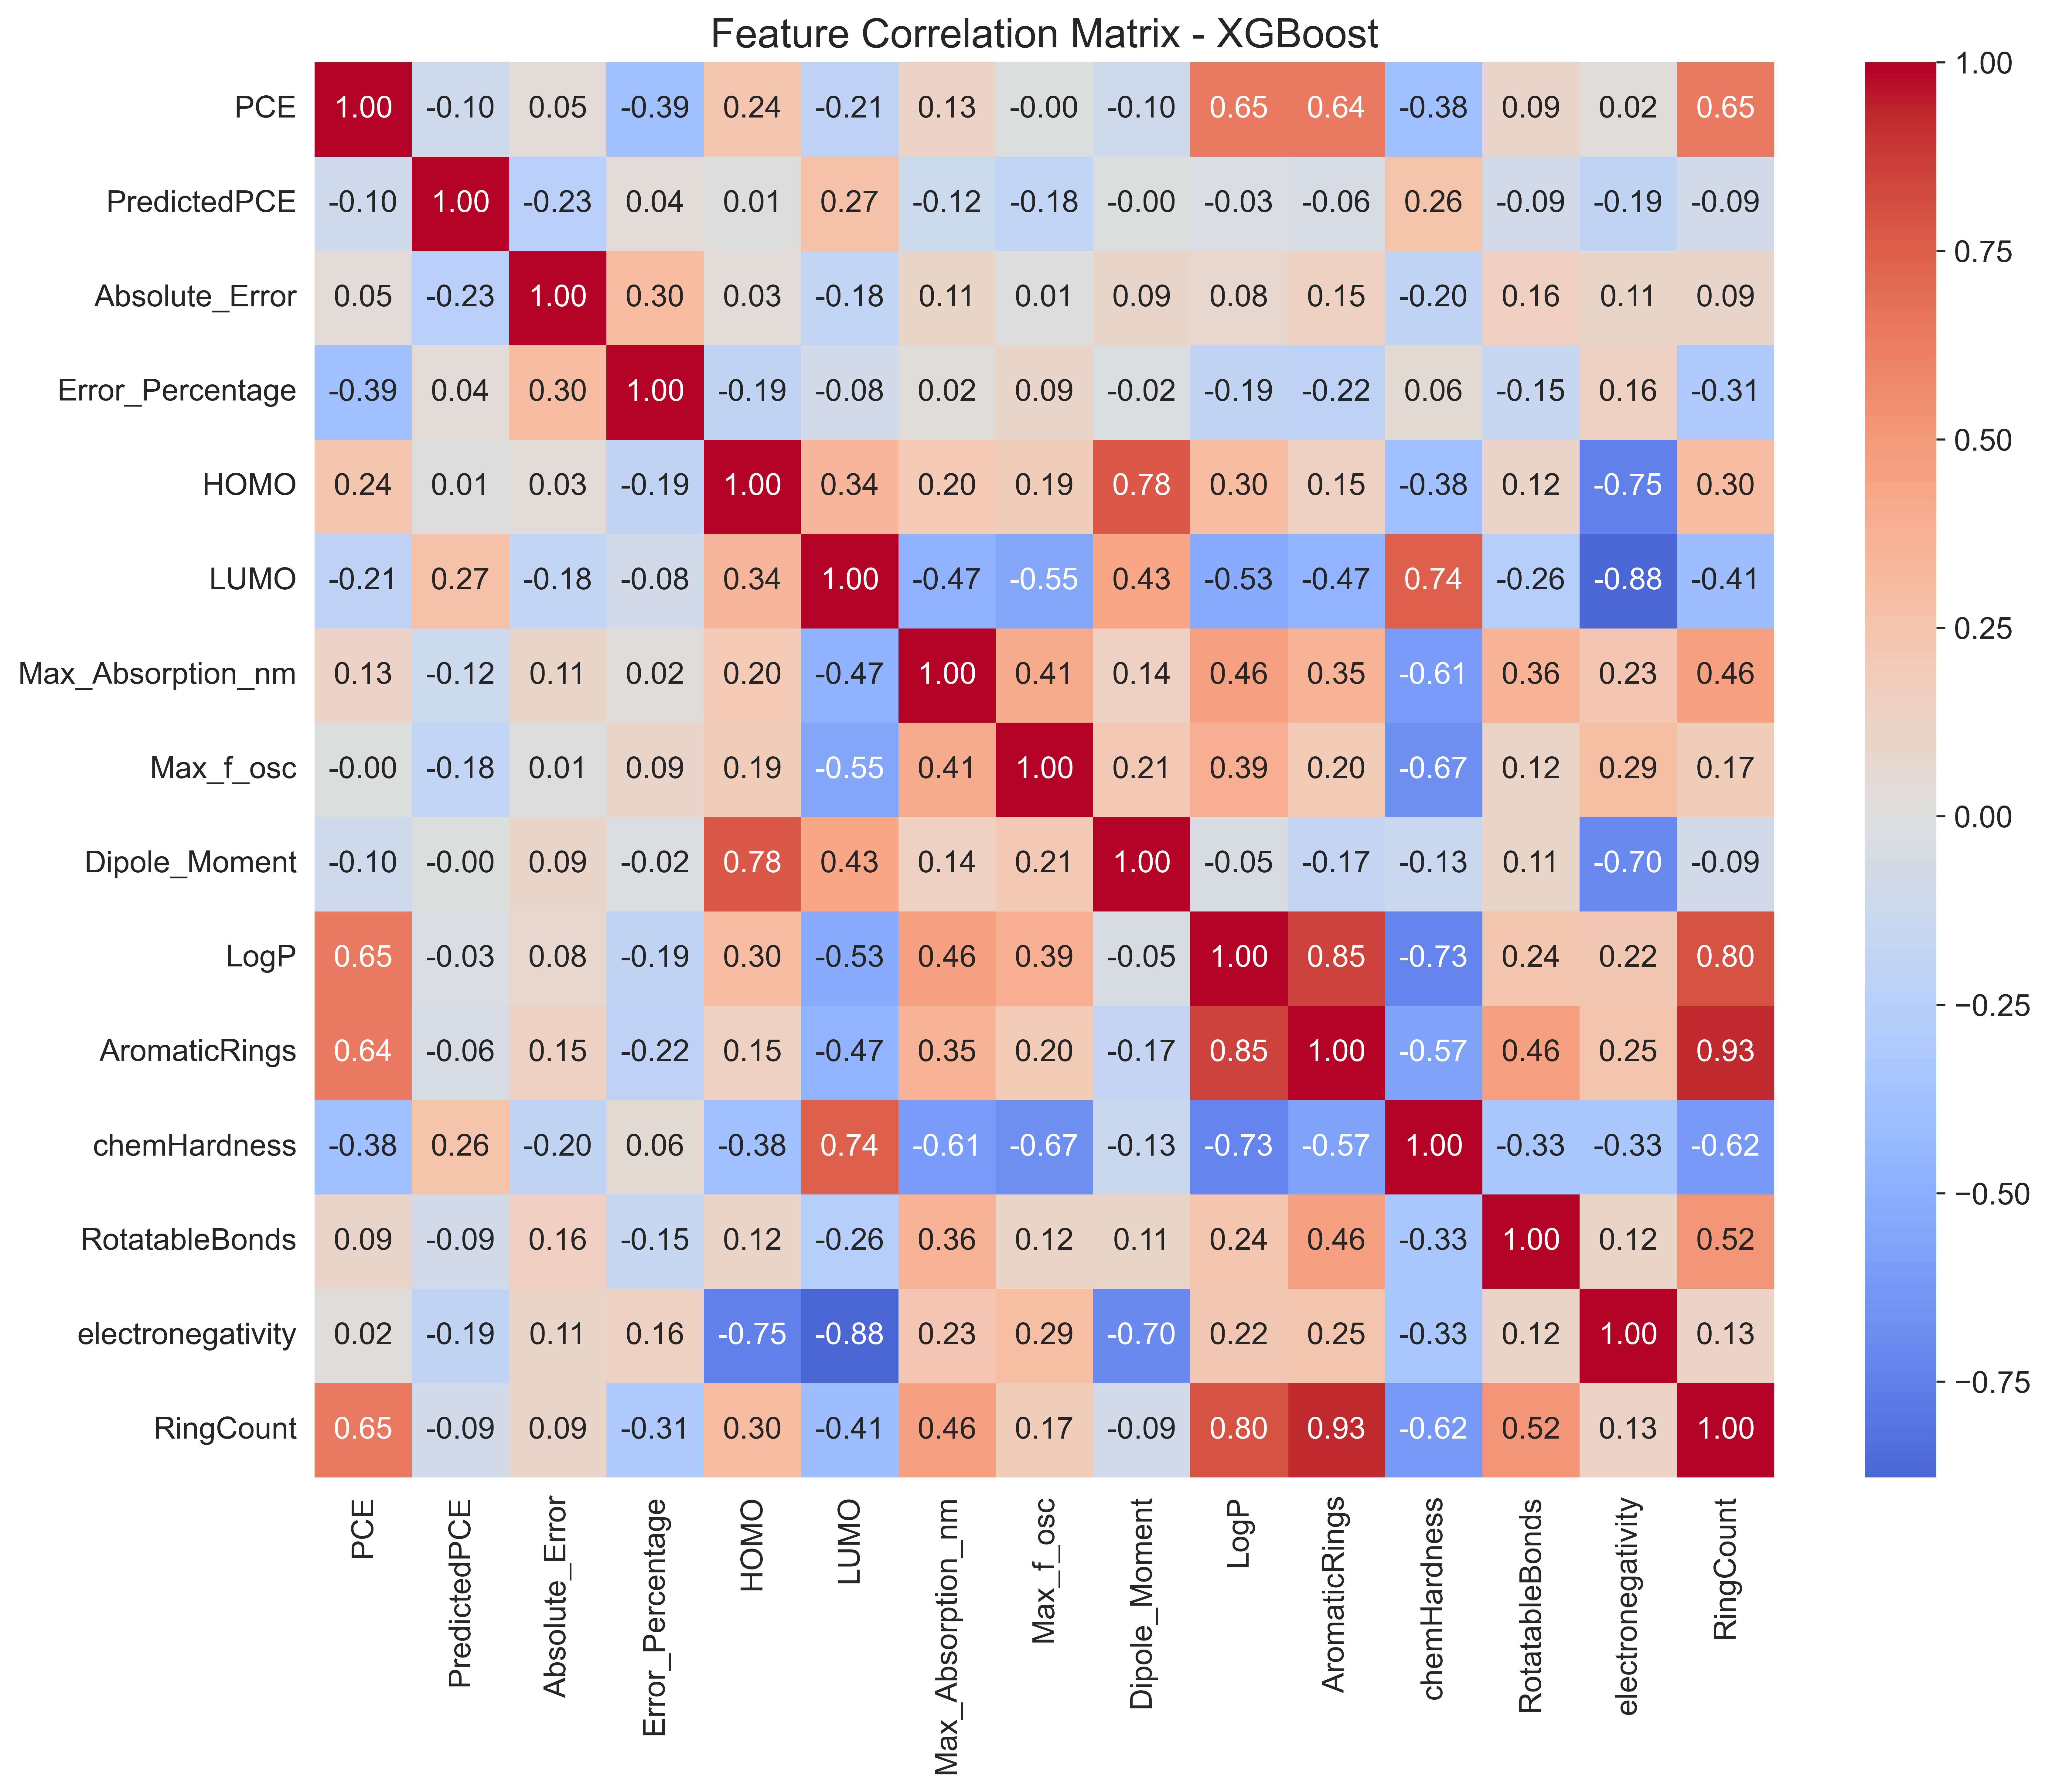 Feature Correlation Matrix - XGBoost
PCE 1.00 -0.10 0.05 -0.39 0.24 -0.21 0.13 -0.00 -0.10 0.65 0.64 -0.38 0.09 0.02 0.65
PredictedPCE -0.10 1.00 -0.23 0.04 0.01 0.27 -0.12 -0.18 -0.00 -0.03 -0.06 0.26 -0.09 -0.19 -0.09
Absolute_Error 0.05 -0.23 1.00 0.30 0.03 -0.18 0.11 0.01 0.09 0.08 0.15 -0.20 0.16 0.11 0.09
Error_Percentage -0.39 0.04 0.30 1.00 -0.19 -0.08 0.02 0.09 -0.02 -0.19 -0.22 0.06 -0.15 0.16 -0.31
HOMO 0.24 0.01 0.03 -0.19 1.00 0.34 0.20 0.19 0.78 0.30 0.15 -0.38 0.12 -0.75 0.30
LUMO -0.21 0.27 -0.18 -0.08 0.34 1.00 -0.47 -0.55 0.43 -0.53 -0.47 0.74 -0.26 -0.88 -0.41
Max_Absorption_nm 0.13 -0.12 0.11 0.02 0.20 -0.47 1.00 0.41 0.14 0.46 0.35 -0.61 0.36 0.23 0.46
Max_f_osc -0.00 -0.18 0.01 0.09 0.19 -0.55 0.41 1.00 0.21 0.39 0.20 -0.67 0.12 0.29 0.17
Dipole_Moment -0.10 -0.00 0.09 -0.02 0.78 0.43 0.14 0.21 1.00 -0.05 -0.17 -0.13 0.11 -0.70 -0.09
LogP 0.65 -0.03 0.08 -0.19 0.30 -0.53 0.46 0.39 -0.05 1.00 0.85 -0.73 0.24 0.22 0.80
AromaticRings 0.64 -0.06 0.15 -0.22 0.15 -0.47 0.35 0.20 -0.17 0.85 1.00 -0.57 0.46 0.25 0.93
chemHardness -0.38 0.26 -0.20 0.06 -0.38 0.74 -0.61 -0.67 -0.13 -0.73 -0.57 1.00 -0.33 -0.33 -0.62
RotatableBonds 0.09 -0.09 0.16 -0.15 0.12 -0.26 0.36 0.12 0.11 0.24 0.46 -0.33 1.00 0.12 0.52
electronegativity 0.02 -0.19 0.11 0.16 -0.75 -0.88 0.23 0.29 -0.70 0.22 0.25 -0.33 0.12 1.00 0.13
RingCount 0.65 -0.09 0.09 -0.31 0.30 -0.41 0.46 0.17 -0.09 0.80 0.93 -0.62 0.52 0.13 1.00
PCE
PredictedPCE
Absolute_Error
Error_Percentage
HOMO
LUMO
Max_Absorption_nm
Max_f_osc
Dipole_Moment
LogP
AromaticRings
chemHardness
RotatableBonds
electronegativity
RingCount
1.00
0.75
0.50
0.25
0.00
−0.25
−0.50
−0.75